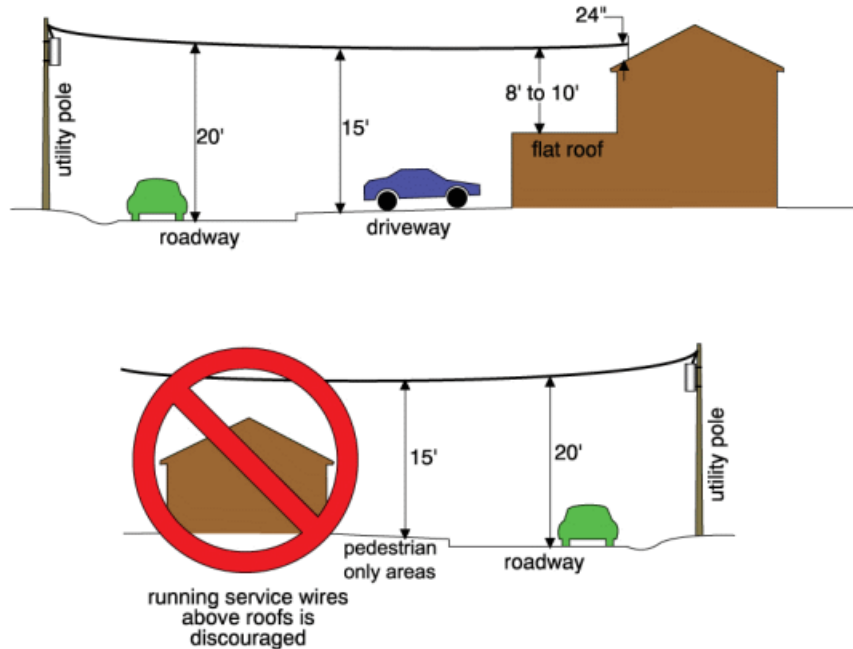 24"
utility pole
20'
15'
8' to 10'
flat roof
roadway
driveway
15'
20'
utility pole
pedestrian
only areas
roadway
running service wires
above roofs is
discouraged